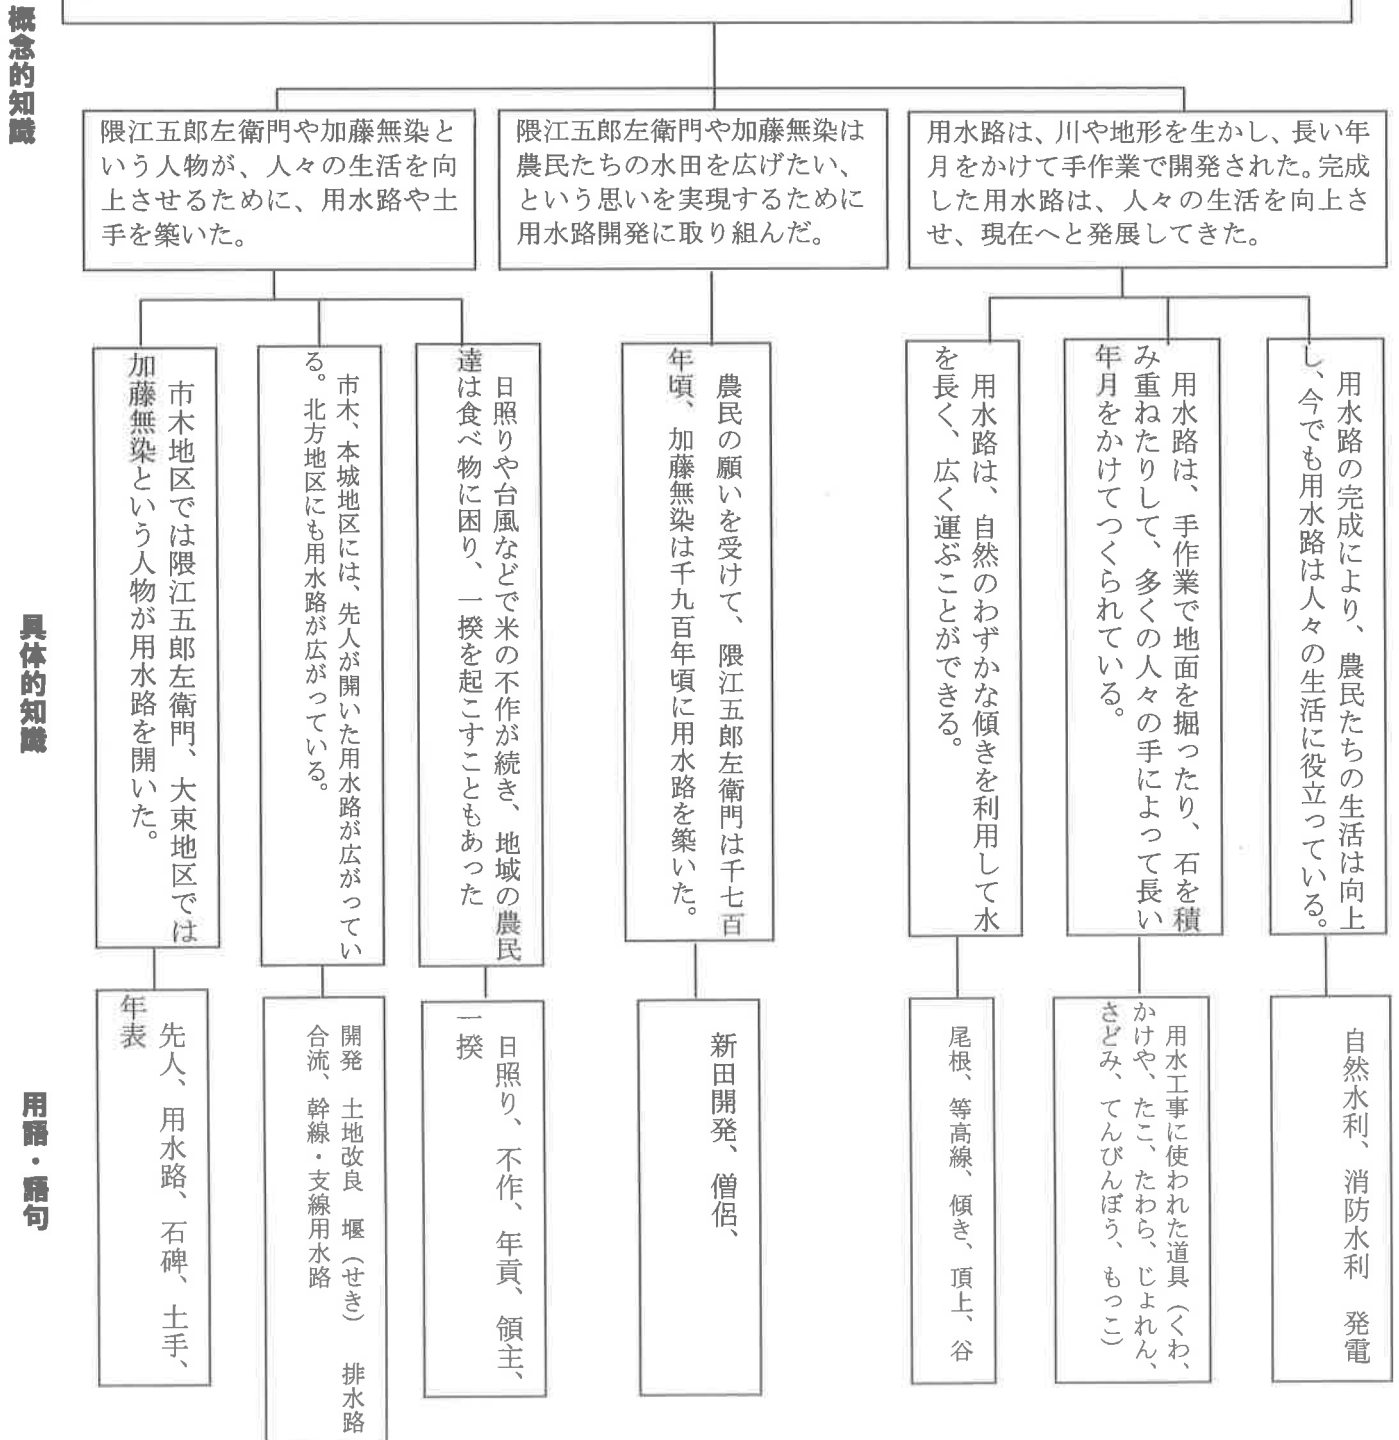 概念的知識
隈江五郎左衛門や加藤無染と
いう人物が、人々の生活を向
上させるために、用水路や土
手を築いた。
隈江五郎左衛門や加藤無染は
農民たちの水田を広げたい、
という思いを実現するために
用水路開発に取り組んだ。
用水路は、川や地形を生かし、長い年
月をかけて手作業で開発された。完成
した用水路は、人々の生活を向上さ
せ、現在へと発展してきた。
具体的知識
市木地区では隈江五郎左衛門、大束地区では
加藤無染という人物が用水路を開いた。
市木、本城地区には、先人が開いた用水路が広がってい
る。北方地区にも用水路が広がっている。
日照りや台風などで米の不作が続き、地域の農民
達は食べ物に困り、一揆を起こすこともあった
農民の願いを受けて、隈江五郎左衛門は千七百
年頃、加藤無染は千九百年頃に用水路を築いた。
用水路は、自然のわずかな傾きを利用して水
を長く、広く運ぶことができる。
用水路は、手作業で地面を掘ったり、石を積
み重ねたりして、多くの人々の手によって長い
年月をかけてつくられている。
用水路の完成により、農民たちの生活は向上
し、今でも用水路は人々の生活に役立っている。
用語・語句
先人、用水路、石碑、土手、
年表
開発 土地改良 堰（せき） 排水路
合流、幹線・支線用水路
日照り、不作、年貢、領主、
一揆
新田開発、僧侶、
尾根、等高線、傾き、頂上、谷
用水工事に使われた道具（くわ、
かけや、たこ、たわら、じょれん、
さどみ、てんびんぼう、もっこ）
自然水利、消防水利 発電